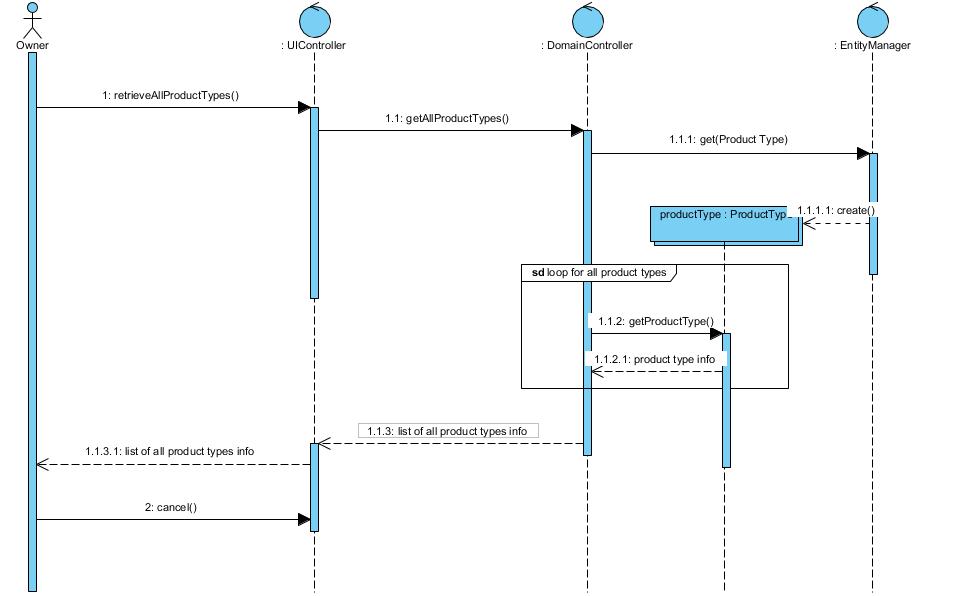 Owner
: UIController
: DomainController
: EntityManager
1: retrieveAllProductTypes()
1.1: getAllProductTypes()
1.1.1: get(Product Type)
1.1.1.1: create()
productType : ProductTyp
sd loop for all product types
1.1.2: getProductType()
1.1.2.1: product type info
1.1.3: list of all product types info
1.1.3.1: list of all product types info
2: cancel()